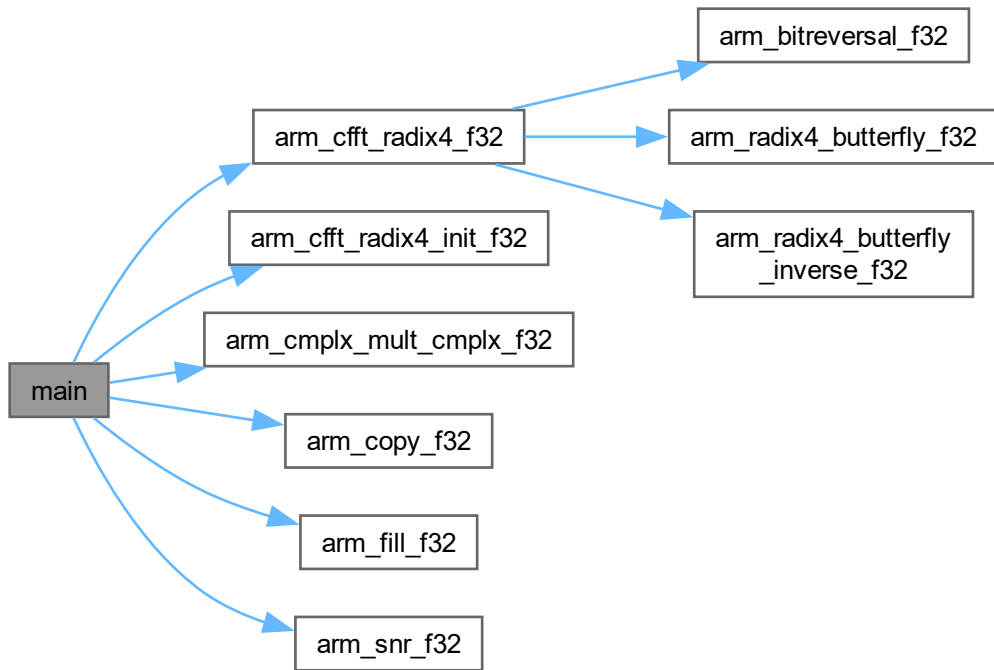 arm_bitreversal_f32
arm_cfft_radix4_f32
arm_radix4_butterfly_f32
arm_cfft_radix4_init_f32
arm_radix4_butterfly
_inverse_f32
arm_cmplx_mult_cmplx_f32
main
arm_copy_f32
arm_fill_f32
arm_snr_f32